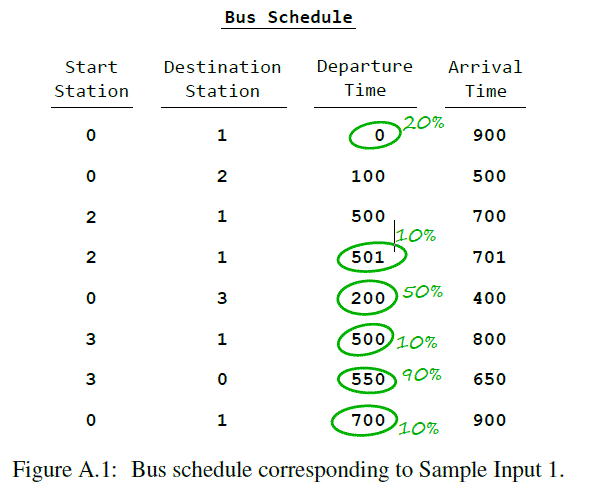 Bus Schedule
Start Destination Departure Arrival
Station Station Time Time
0 1 0 20% 900
0 2 100 500
2 1 500 700
2 1 501 10% 701
0 3 200 50% 400
3 1 500 10% 800
3 0 550 90% 650
0 1 700 10% 900
Figure A.1: Bus schedule corresponding to Sample Input 1.